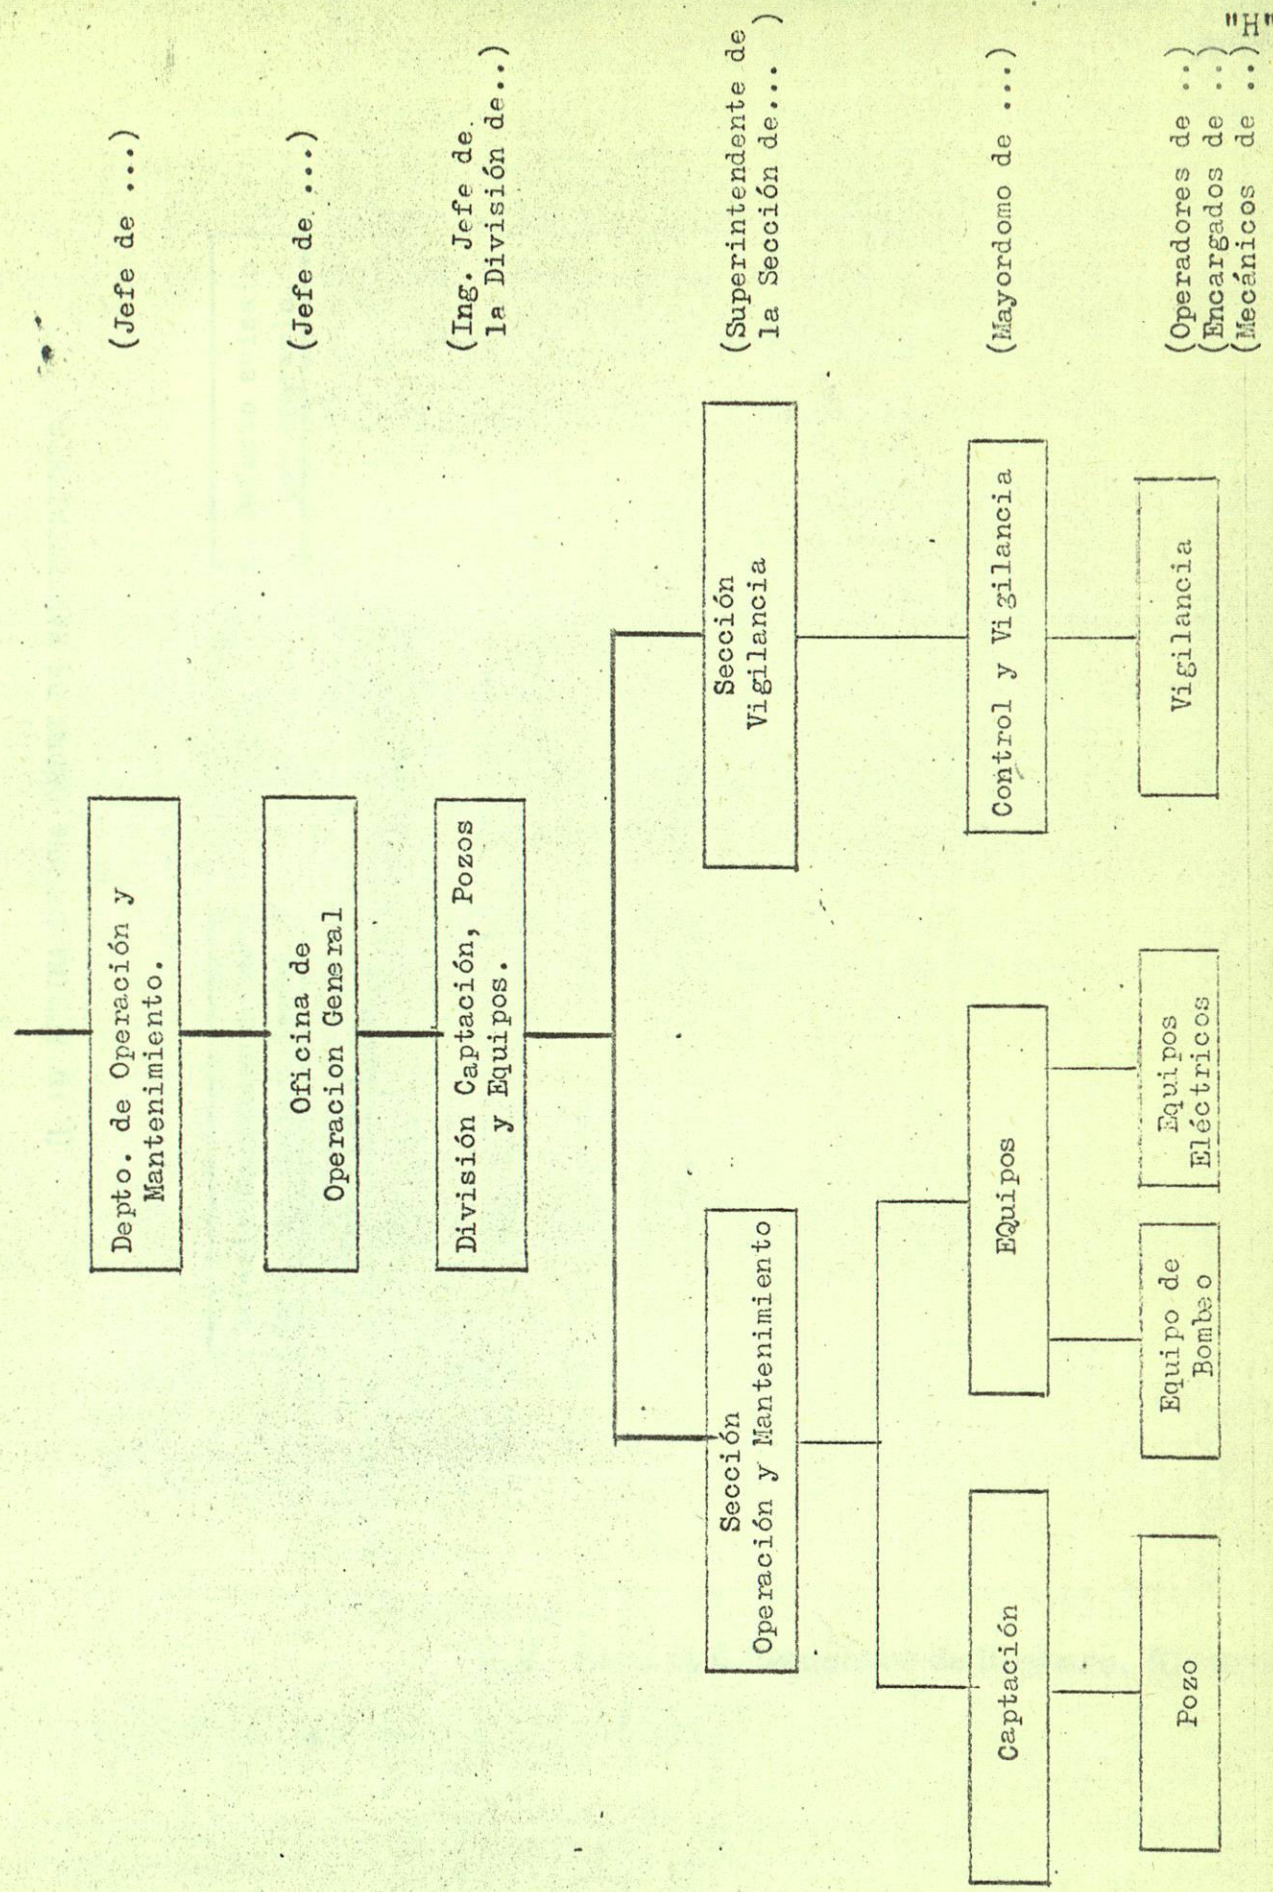 Depto. de Operación y
Mantenimiento.
(Jefe de ...)
Oficina de
Operacion General
(Jefe de ...)
División Captación, Pozos
y Equipos.
(Ing. Jefe de
la División de..)
Sección
Operación y Mantenimiento
Sección
Vigilancia
(Superintendente de )
la Sección de...
Captación
EQuipos
Control y Vigilancia
(Mayordomo de ...)
Pozo
Equipo de
Bombeo
Equipos
Eléctricos
Vigilancia
(Operadores de ..)
(Encargados de ..)
(Mecánicos de ..)
"H"